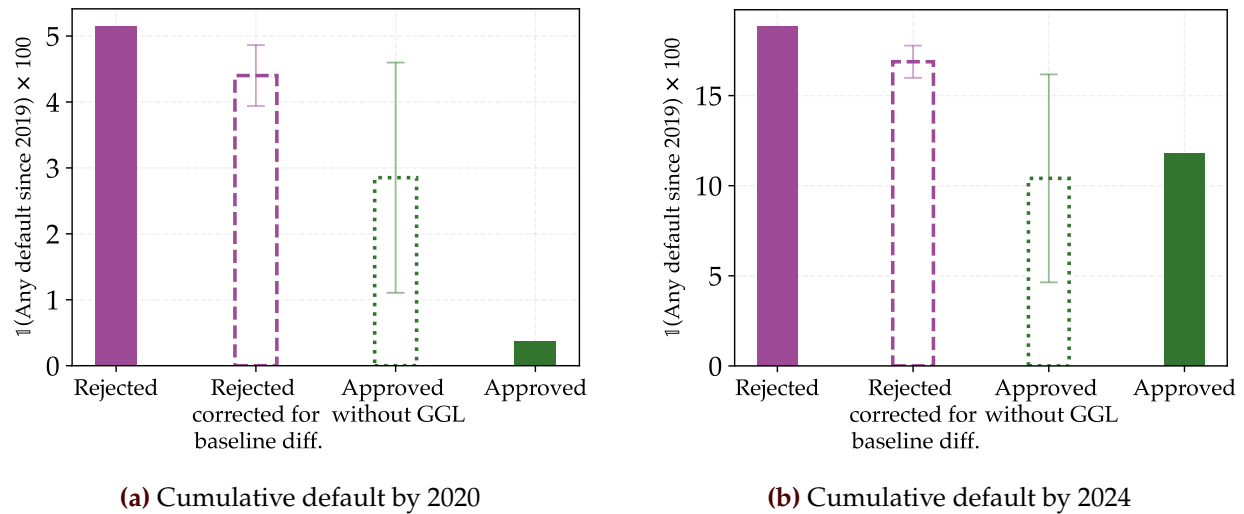 𝟙(Any default since 2019) × 100
5
4
3
2
1
0
Rejected
Rejected
corrected for
baseline diff.
Approved
without GGL
Approved
(a) Cumulative default by 2020
𝟙(Any default since 2019) × 100
15
10
5
0
Rejected
Rejected
corrected for
baseline diff.
Approved
without GGL
Approved
(b) Cumulative default by 2024